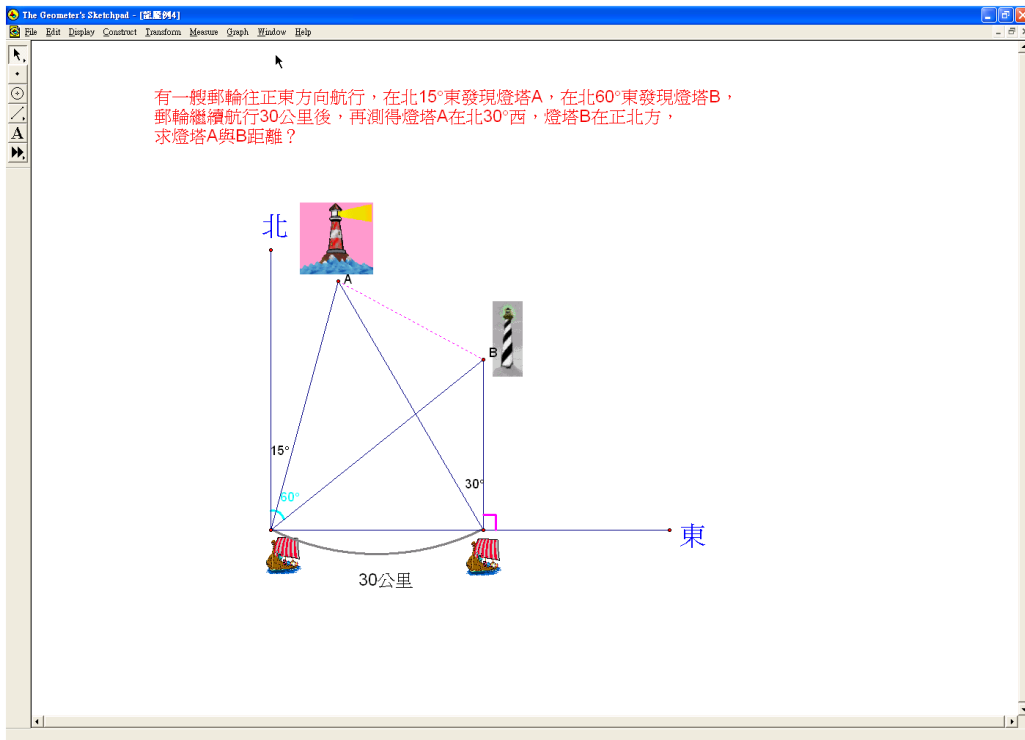 The Geometer's Sketchpad - [龍騰例4]
File Edit Display Construct Transform Measure Graph Window Help
A
有一艘郵輪往正東方向航行，在北15°東發現燈塔A，在北60°東發現燈塔B，
郵輪繼續航行30公里後，再測得燈塔A在北30°西，燈塔B在正北方，
求燈塔A與B距離？
北
A
B
15°
30°
60°
東
30公里